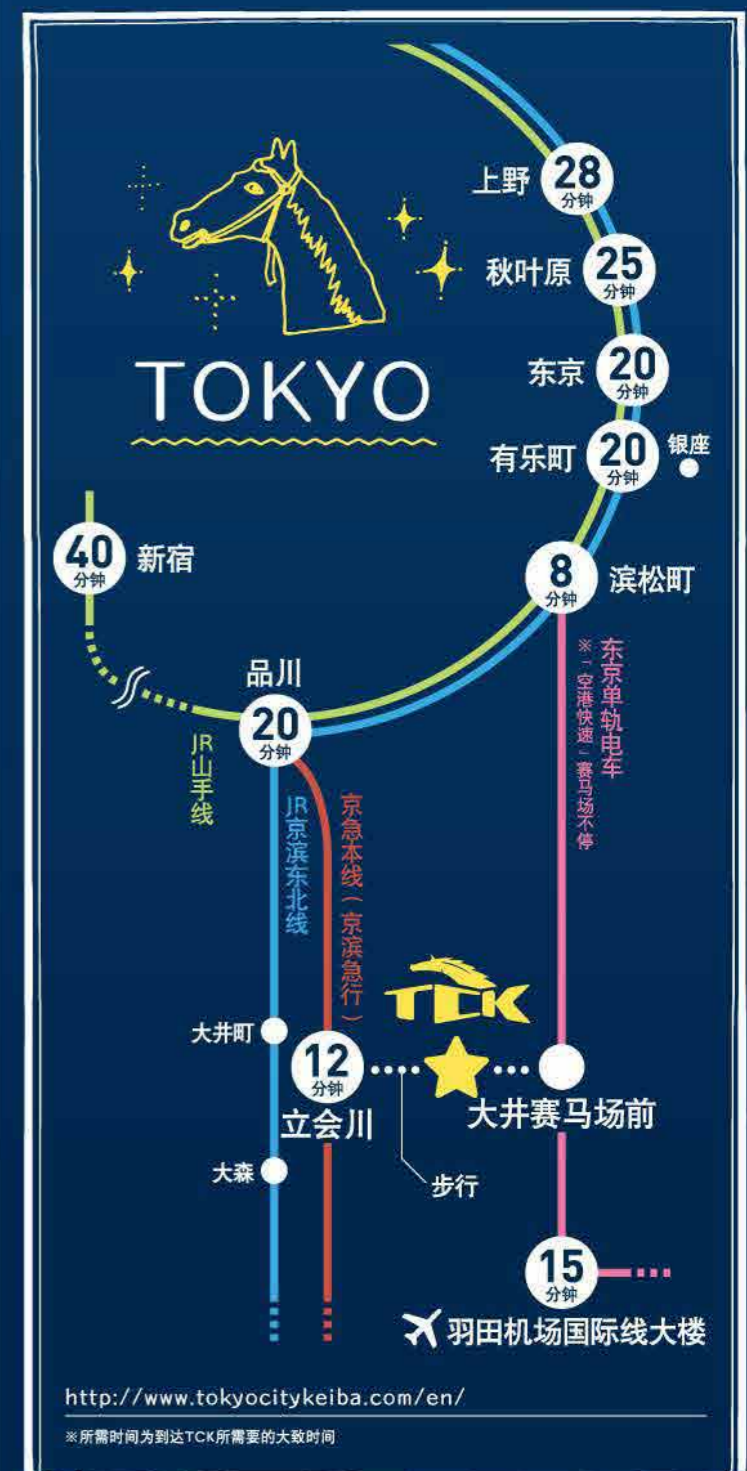 上野
28
分钟
秋叶原
25
分钟
东京
20
分钟
TOKYO
有乐町
20
分钟
银座
40
分钟
新宿
8
分钟
滨松町
品川
20
分钟
JR山手线
JR京滨东北线
京急本线(京滨急行)
东京单轨电车
※「空港快速」赛马场不停
TCK
大井町
12
分钟
立会川
大井赛马场前
大森
步行
15
分钟
羽田机场国际线大楼
http://www.tokyocitykeiba.com/en/
※所需时间为到达TCK所需要的大致时间